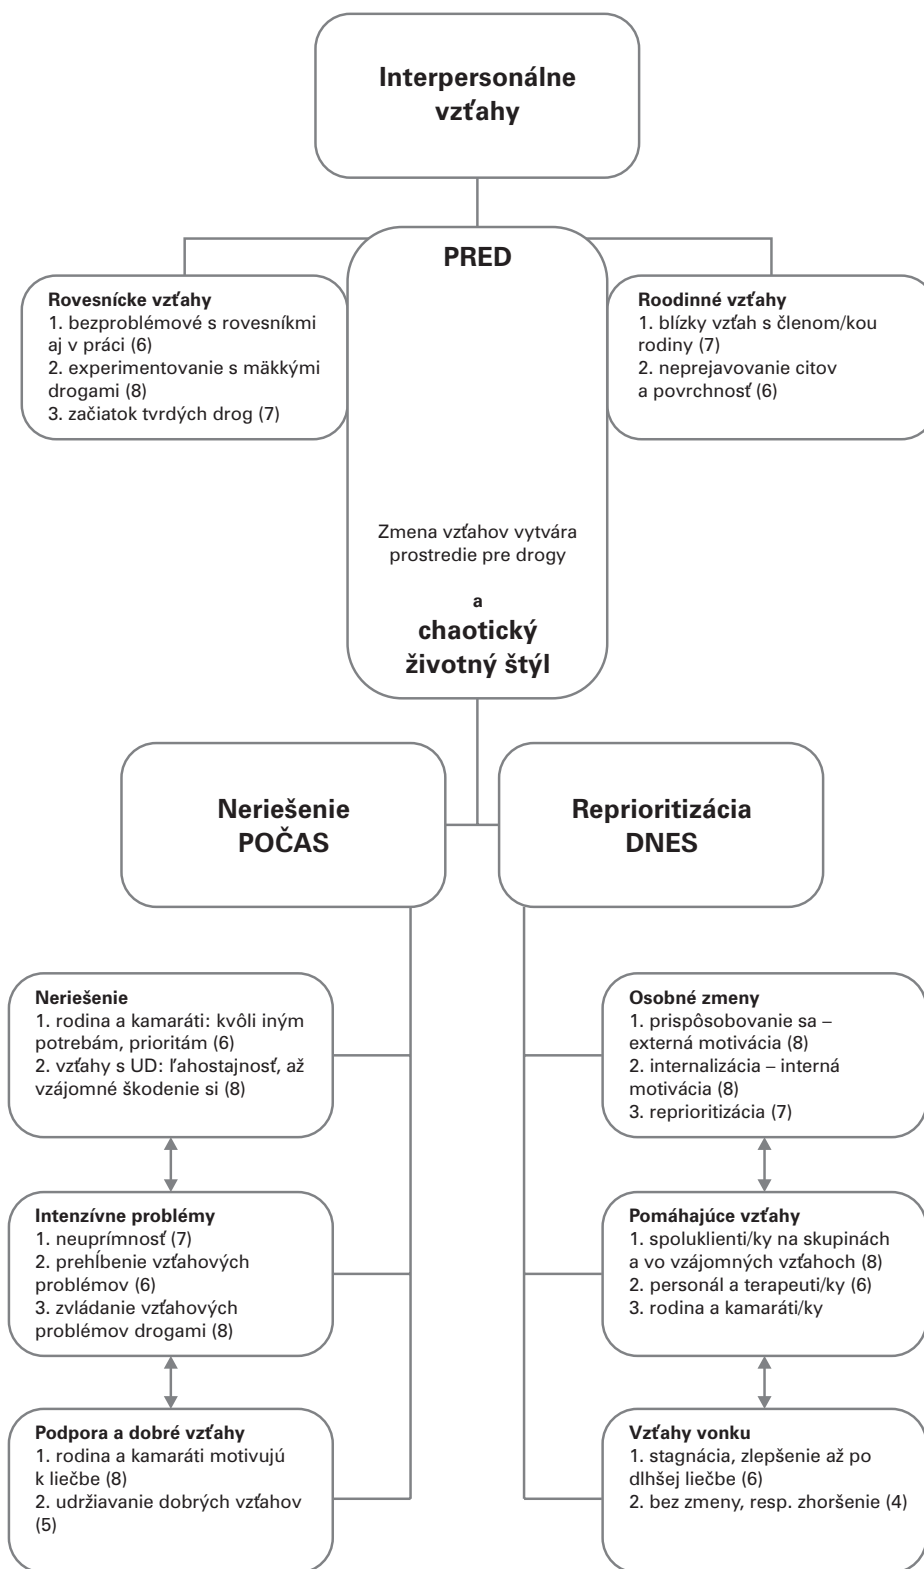 Interpersonálne
vzťahy
PRED
Rovesnícke vzťahy
1. bezproblémové s rovesníkmi
aj v práci (6)
2. experimentovanie s mäkkými
drogami (8)
3. začiatok tvrdých drog (7)
Roodinné vzťahy
1. blízky vzťah s členom/kou
rodiny (7)
2. neprejavovanie citov
a povrchnosť (6)
Zmena vzťahov vytvára
prostredie pre drogy
a
chaotický
životný štýl
Neriešenie
POČAS
Reprioritizácia
DNES
Neriešenie
1. rodina a kamaráti: kvôli iným
potrebám, prioritám (6)
2. vzťahy s UD: ľahostajnosť, až
vzájomné škodenie si (8)
Intenzívne problémy
1. neuprímnosť (7)
2. prehĺbenie vzťahových
problémov (6)
3. zvládanie vzťahových
problémov drogami (8)
Podpora a dobré vzťahy
1. rodina a kamaráti motivujú
k liečbe (8)
2. udržiavanie dobrých vzťahov
(5)
Osobné zmeny
1. prispôsobovanie sa –
externá motivácia (8)
2. internalizácia – interná
motivácia (8)
3. reprioritizácia (7)
Pomáhajúce vzťahy
1. spoluklienti/ky na skupinách
a vo vzájomných vzťahoch (8)
2. personál a terapeuti/ky (6)
3. rodina a kamaráti/ky
Vzťahy vonku
1. stagnácia, zlepšenie až po
dlhšej liečbe (6)
2. bez zmeny, resp. zhoršenie (4)